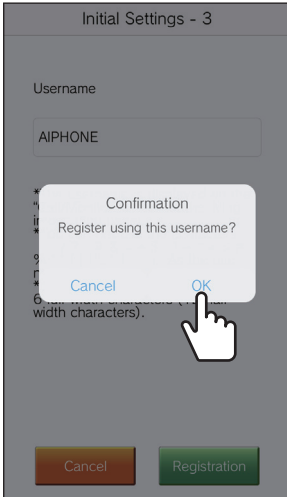 Initial Settings - 3
Username
AIPHONE
Confirmation
Register using this username?
Cancel
OK
width characters).
Cancel
Registration